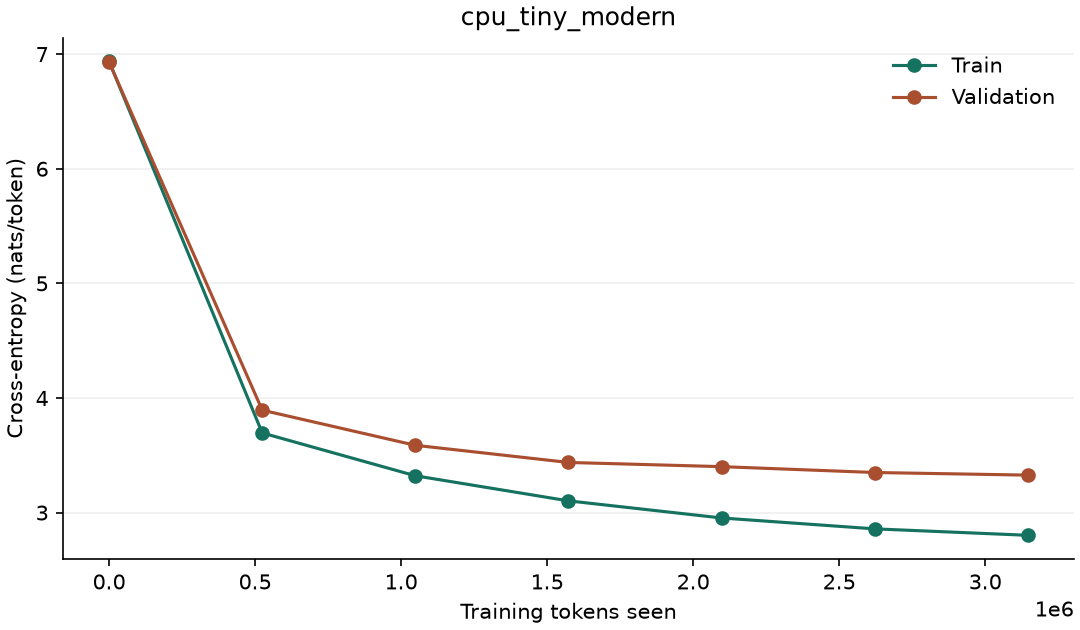 cpu_tiny_modern
Train
Validation
Cross-entropy (nats/token)
7
6
5
4
3
0.0 0.5 1.0 1.5 2.0 2.5 3.0
1e6
Training tokens seen